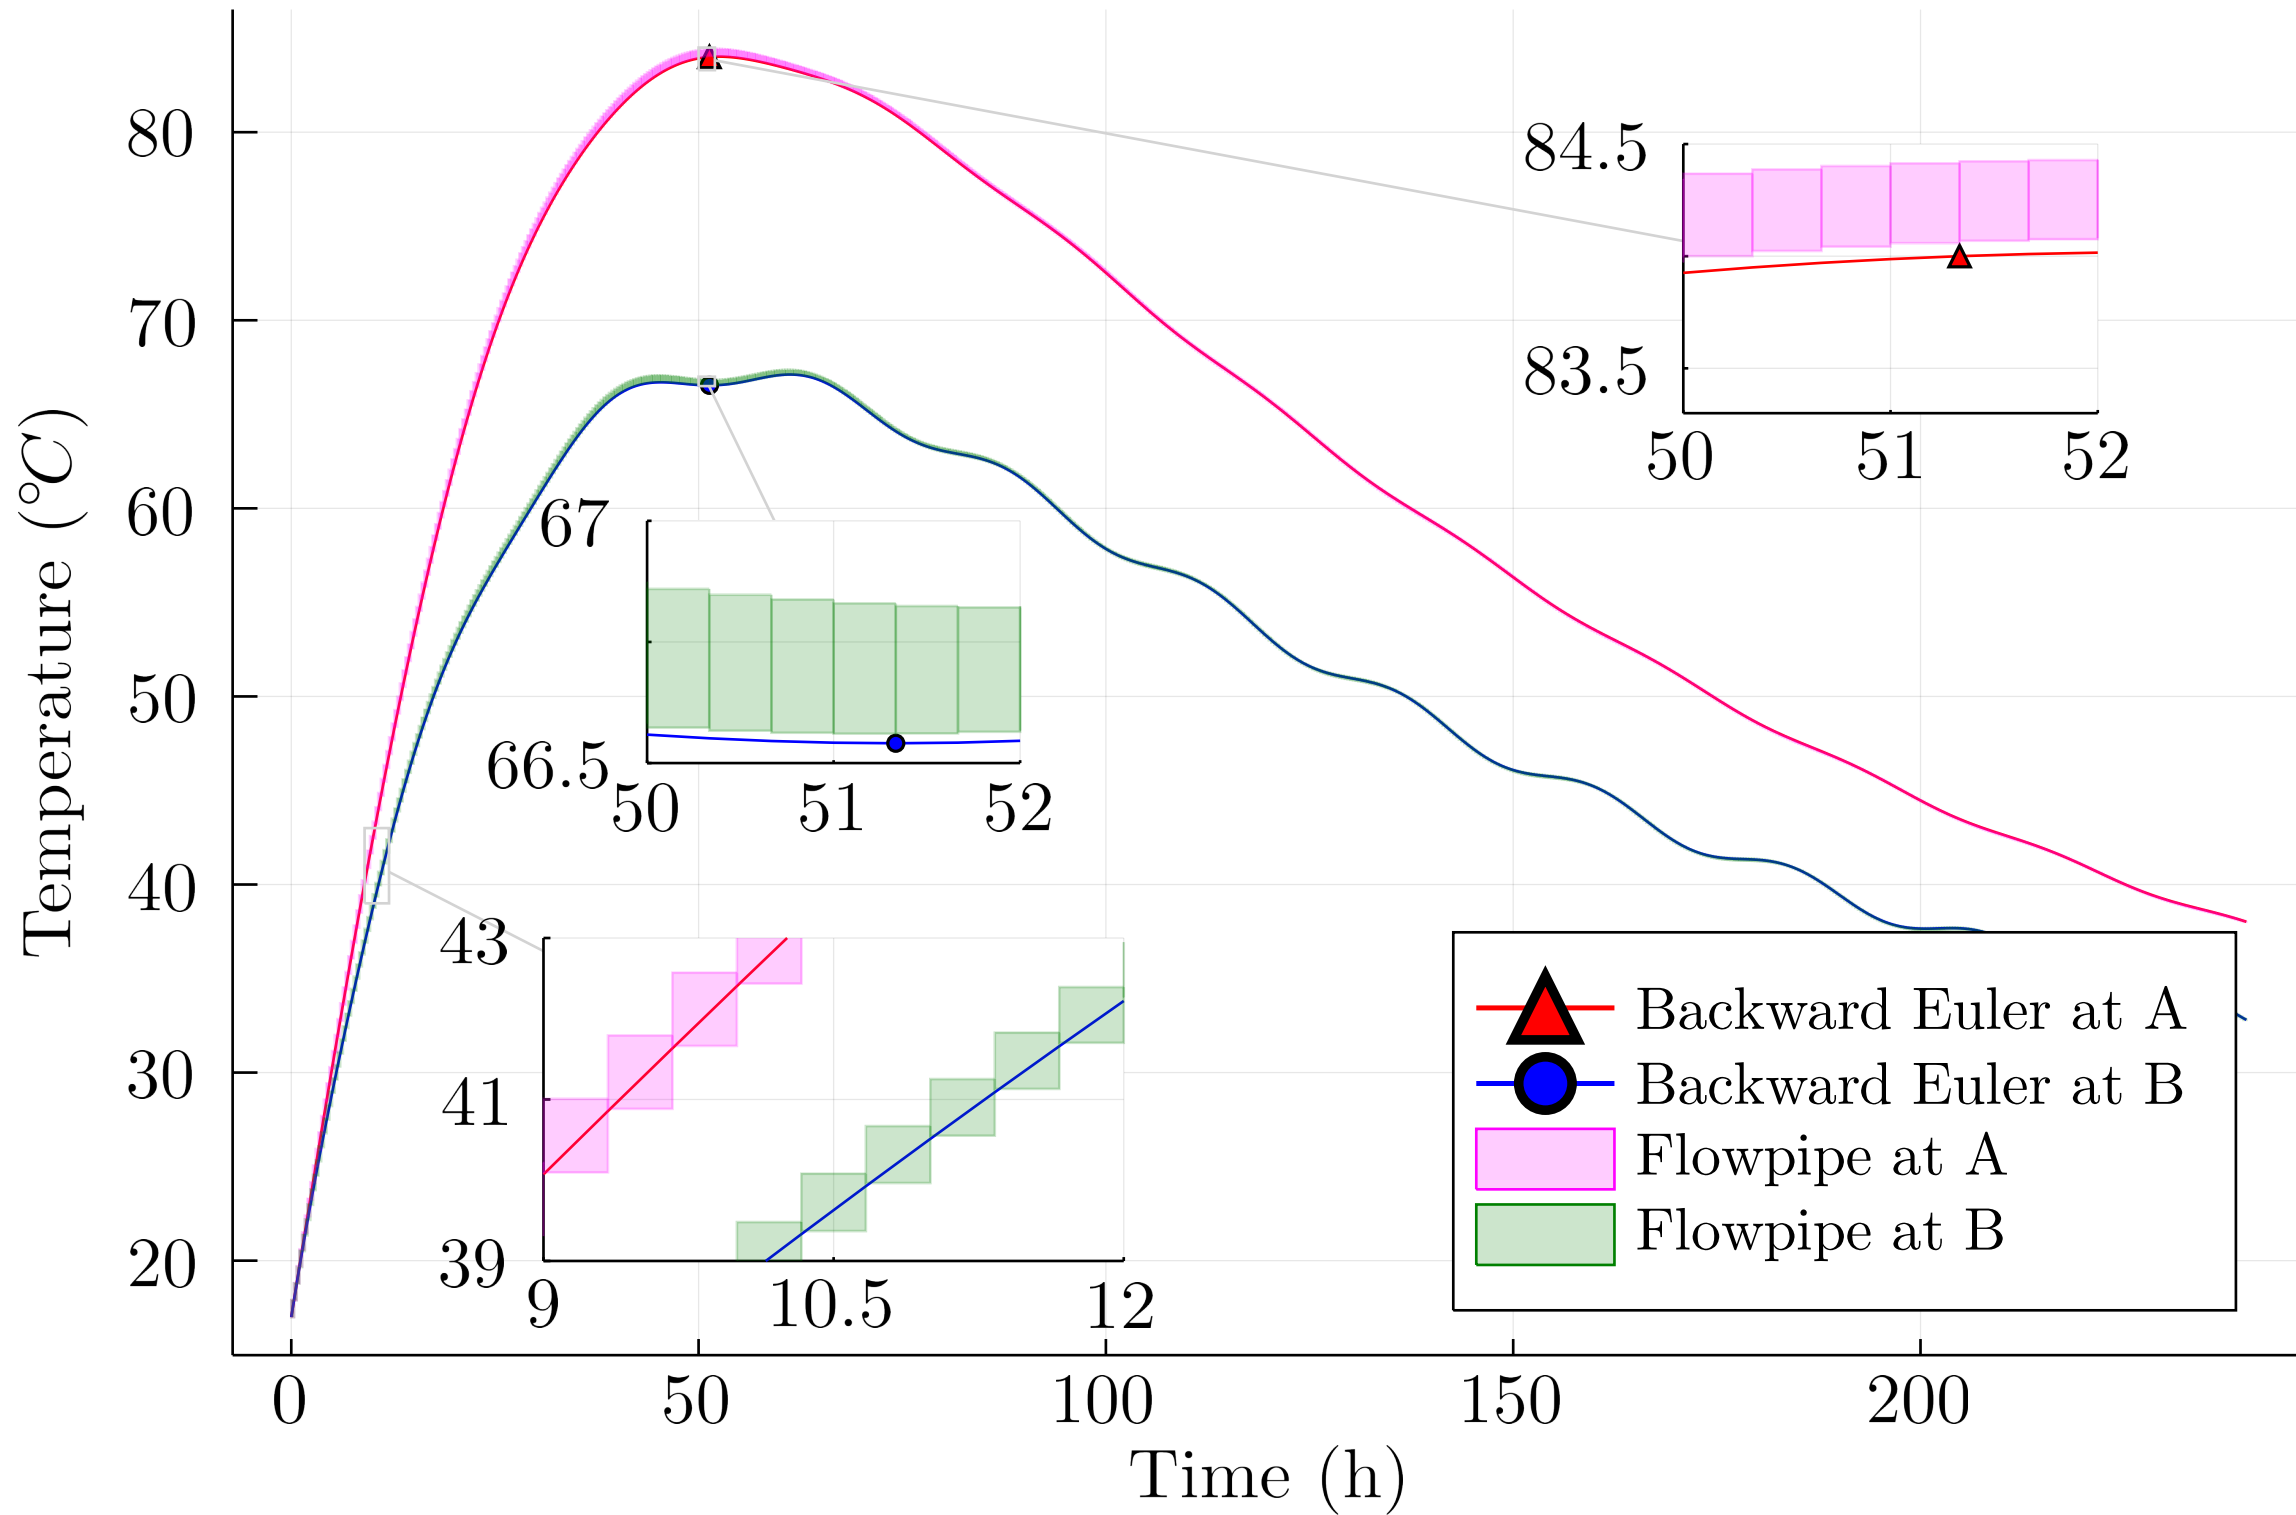 Temperature (°C)
80
70
60
50
40
30
20
84.5
83.5
50 51 52
67
66.5
50 51 52
43
41
39
9 10.5 12
Backward Euler at A
Backward Euler at B
Flowpipe at A
Flowpipe at B
0 50 100 150 200
Time (h)